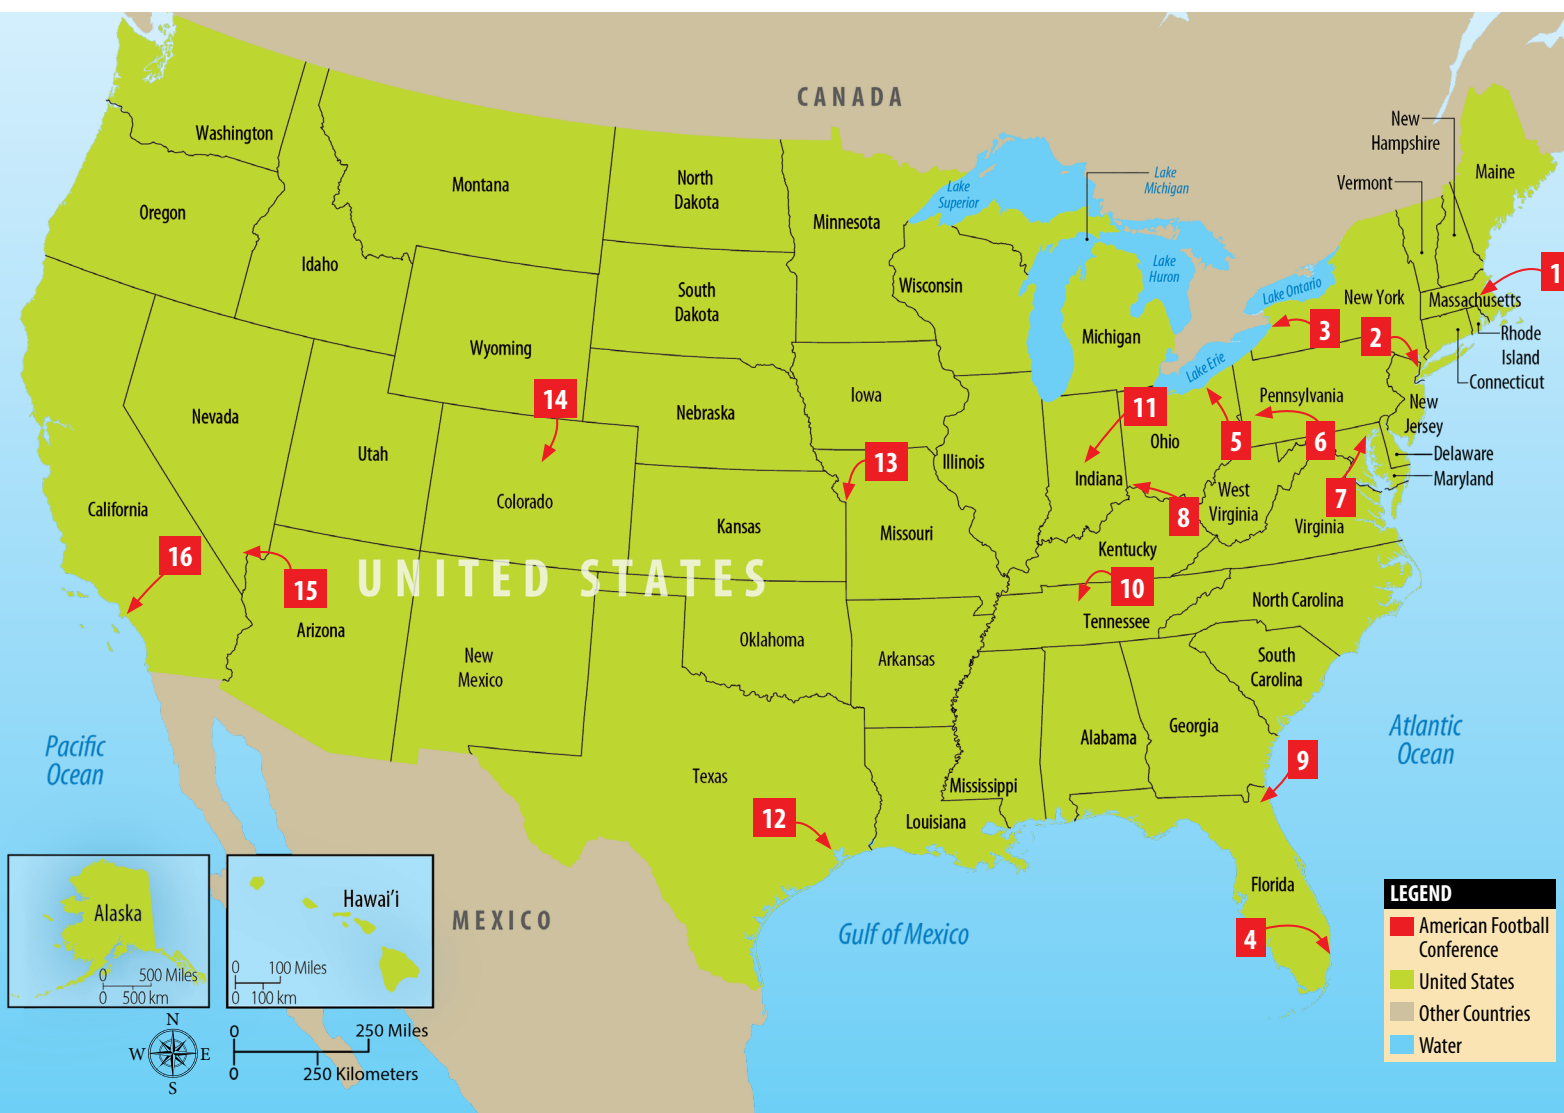 CANADA
New
Hampshire
Vermont
Maine
Lake
Michigan
Lake
Superior
Lake
Huron
Lake Ontario
Lake Erie
Washington
Montana
North
Dakota
Minnesota
Oregon
Idaho
South
Dakota
Wisconsin
Michigan
New York
Massachusetts
1
3
2
Rhode
Island
Connecticut
Wyoming
14
Nebraska
Iowa
11
Pennsylvania
New
Jersey
Nevada
Utah
Colorado
13
Illinois
Indiana
Ohio
5
6
Delaware
Maryland
7
California
Kansas
Missouri
West
Virginia
8
Virginia
Kentucky
16
15
UNITED STATES
10
Arizona
New
Mexico
Oklahoma
Arkansas
Tennessee
North Carolina
South
Carolina
Pacific
Ocean
Texas
Mississippi
Alabama
Georgia
Atlantic
Ocean
9
12
Louisiana
Florida
4
Gulf of Mexico
MEXICO
Alaska
0
500 Miles
0
500 km
Hawai’i
0
100 Miles
0
100 km
N
W
E
S
0
250 Miles
0
250 Kilometers
LEGEND
American Football
Conference
United States
Other Countries
Water